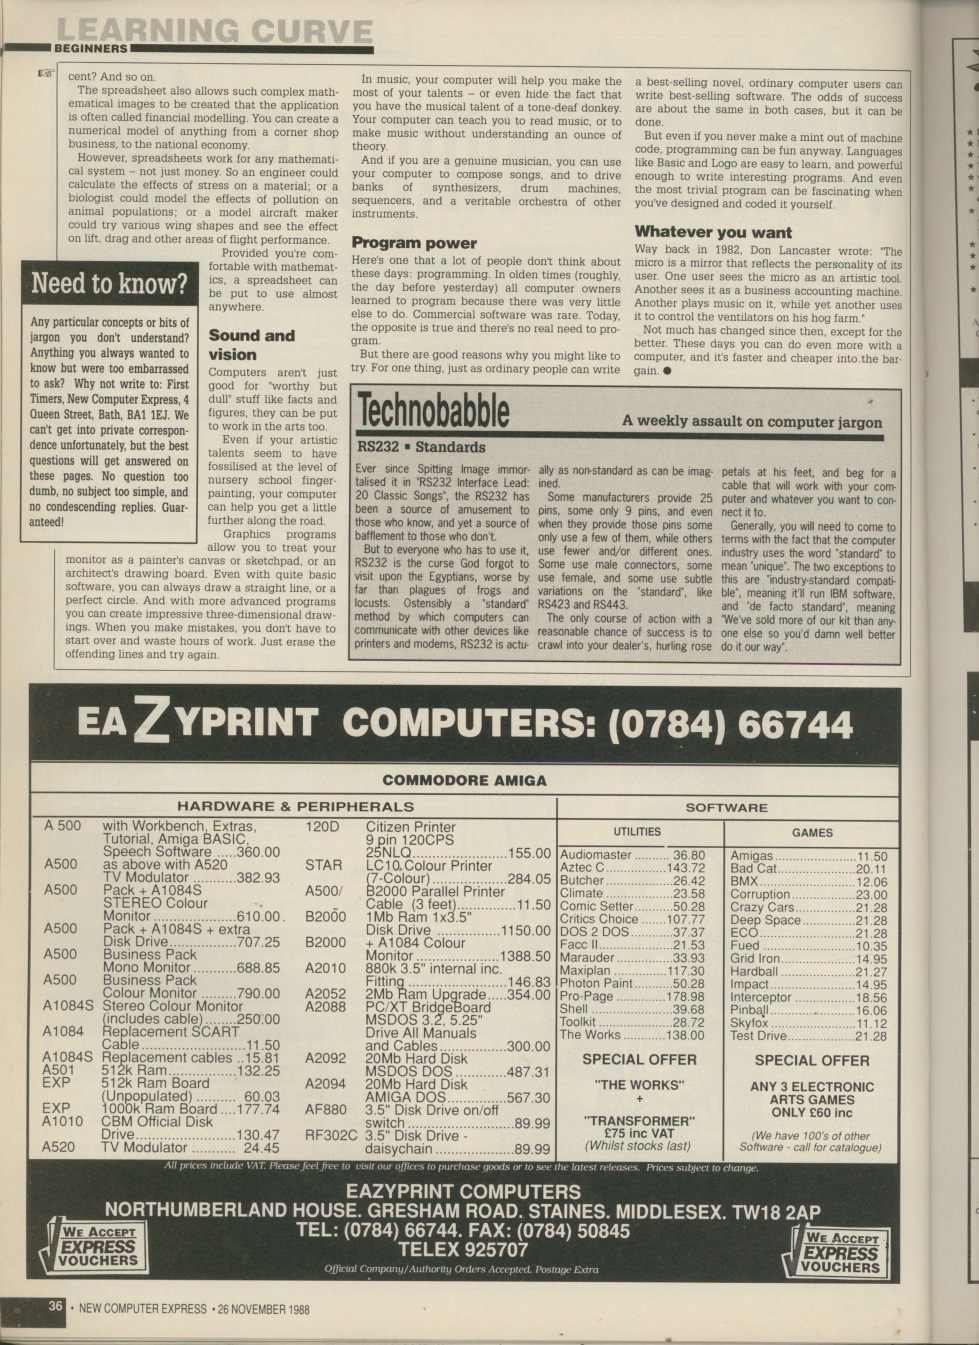 LEARNING CURVE
BEGINNERS
cent? And so on.
The spreadsheet also allows such complex math-
ematical images to be created that the application
is often called financial modelling. You can create a
numerical model of anything from a corner shop
business, to the national economy.
However, spreadsheets work for any mathemati-
cal system – not just money. So an engineer could
calculate the effects of stress on a material; or a
biologist could model the effects of pollution on
animal populations; or a model aircraft maker
could try various wing shapes and see the effect
on lift, drag and other areas of flight performance.
Provided you're com-
fortable with mathemat-
ics, a spreadsheet can
be put to use almost
anywhere.
Sound and
vision
Computers aren't just
good for "worthy but
dull" stuff like facts and
figures, they can be put
to work in the arts too.
Even if your artistic
talents seem to have
fossilised at the level of
nursery school finger-
painting, your computer
can help you get a little
further along the road.
Graphics programs
allow you to treat your
monitor as a painter's canvas or sketchpad, or an
architect's drawing board. Even with quite basic
software, you can always draw a straight line, or a
perfect circle. And with more advanced programs
you can create impressive three-dimensional draw-
ings. When you make mistakes, you don't have to
start over and waste hours of work. Just erase the
offending lines and try again.
Need to know?
Any particular concepts or bits of
jargon you don't understand?
Anything you always wanted to
know but were too embarrassed
to ask? Why not write to: First
Timers, New Computer Express, 4
Queen Street, Bath, BA1 1EJ. We
can't get into private correspon-
dence unfortunately, but the best
questions will get answered on
these pages. No question too
dumb, no subject too simple, and
no condescending replies. Guar-
anteed!
In music, your computer will help you make the
most of your talents – or even hide the fact that
you have the musical talent of a tone-deaf donkey.
Your computer can teach you to read music, or to
make music without understanding an ounce of
theory.
And if you are a genuine musician, you can use
your computer to compose songs, and to drive
banks of synthesizers, drum machines,
sequencers, and a veritable orchestra of other
instruments.
Program power
Here's one that a lot of people don't think about
these days: programming. In olden times (roughly,
the day before yesterday) all computer owners
learned to program because there was very little
else to do. Commercial software was rare. Today,
the opposite is true and there's no real need to pro-
gram.
But there are good reasons why you might like to
try. For one thing, just as ordinary people can write
a best-selling novel, ordinary computer users can
write best-selling software. The odds of success
are about the same in both cases, but it can be
done.
But even if you never make a mint out of machine
code, programming can be fun anyway. Languages
like Basic and Logo are easy to learn, and powerful
enough to write interesting programs. And even
the most trivial program can be fascinating when
you've designed and coded it yourself.
Whatever you want
Way back in 1982, Don Lancaster wrote: "The
micro is a mirror that reflects the personality of its
user. One user sees the micro as an artistic tool.
Another sees it as a business accounting machine.
Another plays music on it, while yet another uses
it to control the ventilators on his hog farm."
Not much has changed since then, except for the
better. These days you can do even more with a
computer, and it's faster and cheaper into the bar-
gain. ●
Technobabble
A weekly assault on computer jargon
RS232 ▪ Standards
Ever since Spitting Image immor-
talised it in "RS232 Interface Lead:
20 Classic Songs", the RS232 has
been a source of amusement to
those who know, and yet a source of
bafflement to those who don't.
But to everyone who has to use it,
RS232 is the curse God forgot to
visit upon the Egyptians, worse by
far than plagues of frogs and
locusts. Ostensibly a "standard"
method by which computers can
communicate with other devices like
printers and modems, RS232 is actu-
ally as non-standard as can be imag-
ined.
Some manufacturers provide 25
pins, some only 9 pins, and even
when they provide those pins some
only use a few of them, while others
use fewer and/or different ones.
Some use male connectors, some
use female, and some use subtle
variations on the "standard", like
RS423 and RS443.
The only course of action with a
reasonable chance of success is to
crawl into your dealer's, hurling rose
petals at his feet, and beg for a
cable that will work with your com-
puter and whatever you want to con-
nect it to.
Generally, you will need to come to
terms with the fact that the computer
industry uses the word "standard" to
mean "unique". The two exceptions to
this are "industry-standard compati-
ble", meaning it'll run IBM software,
and "de facto standard", meaning
"We've sold more of our kit than any-
one else so you'd damn well better
do it our way".
EAZYPRINT COMPUTERS: (0784) 66744
COMMODORE AMIGA
HARDWARE & PERIPHERALS
A 500 with Workbench, Extras,
Tutorial, Amiga BASIC,
Speech Software .....360.00
A500 as above with A520
TV Modulator ...........382.93
A500 Pack + A1084S
STEREO Colour
Monitor ...................610.00
A500 Pack + A1084S + extra
Disk Drive................707.25
A500 Business Pack
Mono Monitor ..........688.85
A500 Business Pack
Colour Monitor .........790.00
A1084S Stereo Colour Monitor
(includes cable) ........250.00
A1084 Replacement SCART
Cable........................11.50
A1084S Replacement cables ..15.81
A501 512k Ram................132.25
EXP 512k Ram Board
(Unpopulated) .......... 60.03
EXP 1000k Ram Board ....177.74
A1010 CBM Official Disk
Drive.......................130.47
A520 TV Modulator .......... 24.45
120D Citizen Printer
9 pin 120CPS
25NLQ......................155.00
STAR LC10 Colour Printer
(7-Colour)..................284.05
A500/ B2000 Parallel Printer
Cable (3 feet)..............11.50
B2000 1Mb Ram 1x3.5"
Disk Drive ...............1150.00
B2000 + A1084 Colour
Monitor ...................1388.50
A2010 880k 3.5" internal inc.
Fitting ......................146.83
A2052 2Mb Ram Upgrade.....354.00
A2088 PC/XT BridgeBoard
MSDOS 3.2, 5.25"
Drive All Manuals
and Cables................300.00
A2092 20Mb Hard Disk
MSDOS DOS .............487.31
A2094 20Mb Hard Disk
AMIGA DOS..............567.30
AF880 3.5" Disk Drive on/off
switch ........................89.99
RF302C 3.5" Disk Drive -
daisychain ..................89.99
SOFTWARE
UTILITIES
Audiomaster .......... 36.80
Aztec C................143.72
Butcher ................26.42
Climate .................23.58
Comic Setter.........50.28
Critics Choice ......107.77
DOS 2 DOS...........37.37
Facc II...................21.53
Marauder ..............33.93
Maxiplan .............117.30
Photon Paint.........50.28
Pro-Page .............178.98
Shell .....................39.68
Toolkit ...................28.72
The Works ...........138.00
SPECIAL OFFER
"THE WORKS"
+
"TRANSFORMER"
£75 inc VAT
(Whilst stocks last)
GAMES
Amigas...................11.50
Bad Cat..................20.11
BMX.......................12.06
Corruption..............23.00
Crazy Cars.............21.28
Deep Space...........21.28
ECO.......................21.28
Fued ......................10.35
Grid Iron.................14.95
Hardball .................21.27
Impact....................14.95
Interceptor .............18.56
Pinball....................16.06
Skyfox....................11.12
Test Drive...............21.28
SPECIAL OFFER
ANY 3 ELECTRONIC
ARTS GAMES
ONLY £60 inc
(We have 100's of other
Software - call for catalogue)
All prices include VAT. Please feel free to visit our offices to purchase goods or to see the latest releases. Prices subject to change.
EAZYPRINT COMPUTERS
NORTHUMBERLAND HOUSE. GRESHAM ROAD. STAINES. MIDDLESEX. TW18 2AP
TEL: (0784) 66744. FAX: (0784) 50845
TELEX 925707
Official Company/Authority Orders Accepted. Postage Extra
WE ACCEPT
EXPRESS
VOUCHERS
WE ACCEPT
EXPRESS
VOUCHERS
36 • NEW COMPUTER EXPRESS • 26 NOVEMBER 1988